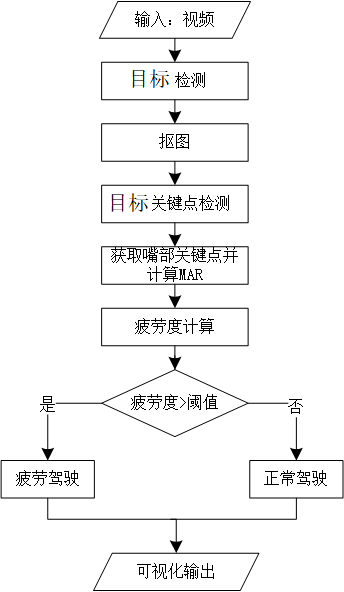 输入：视频
目标 检测
抠图
目标 关键点检测
获取嘴部关键点并
计算MAR
疲劳度计算
疲劳度>阈值
是
否
疲劳驾驶
正常驾驶
可视化输出